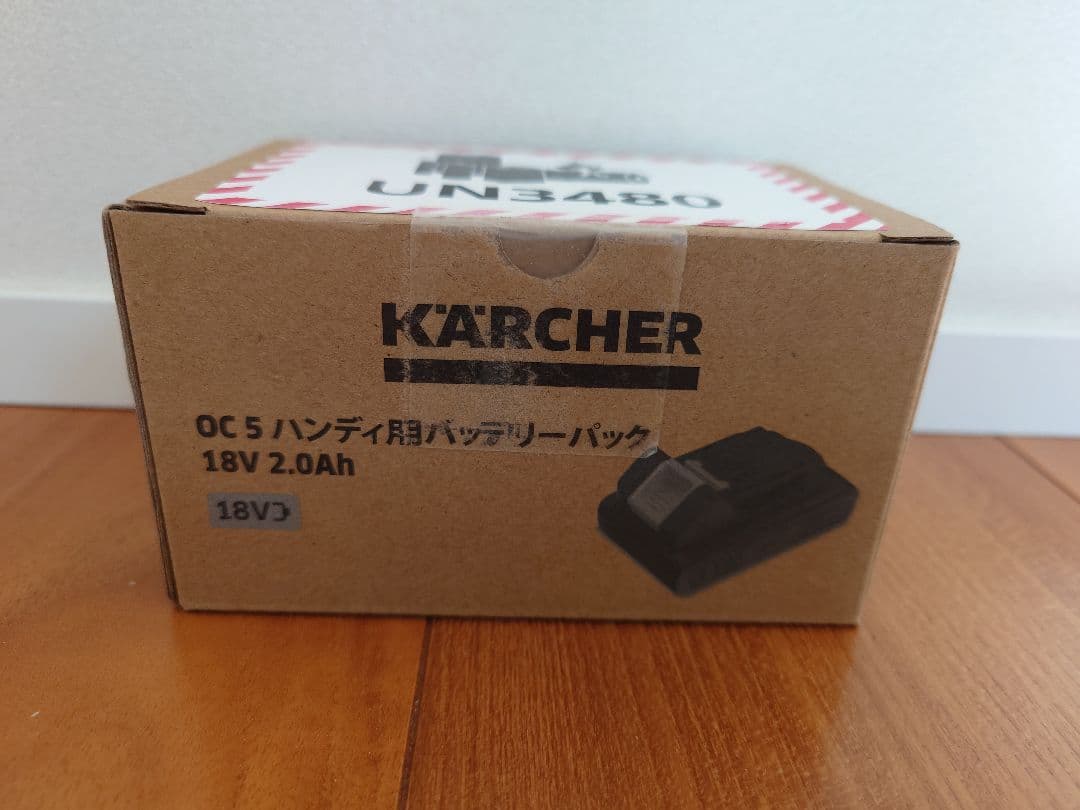 UN3480
KÄRCHER
OC 5 ハンディ用バッテリーパック
18V 2.0Ah
18V